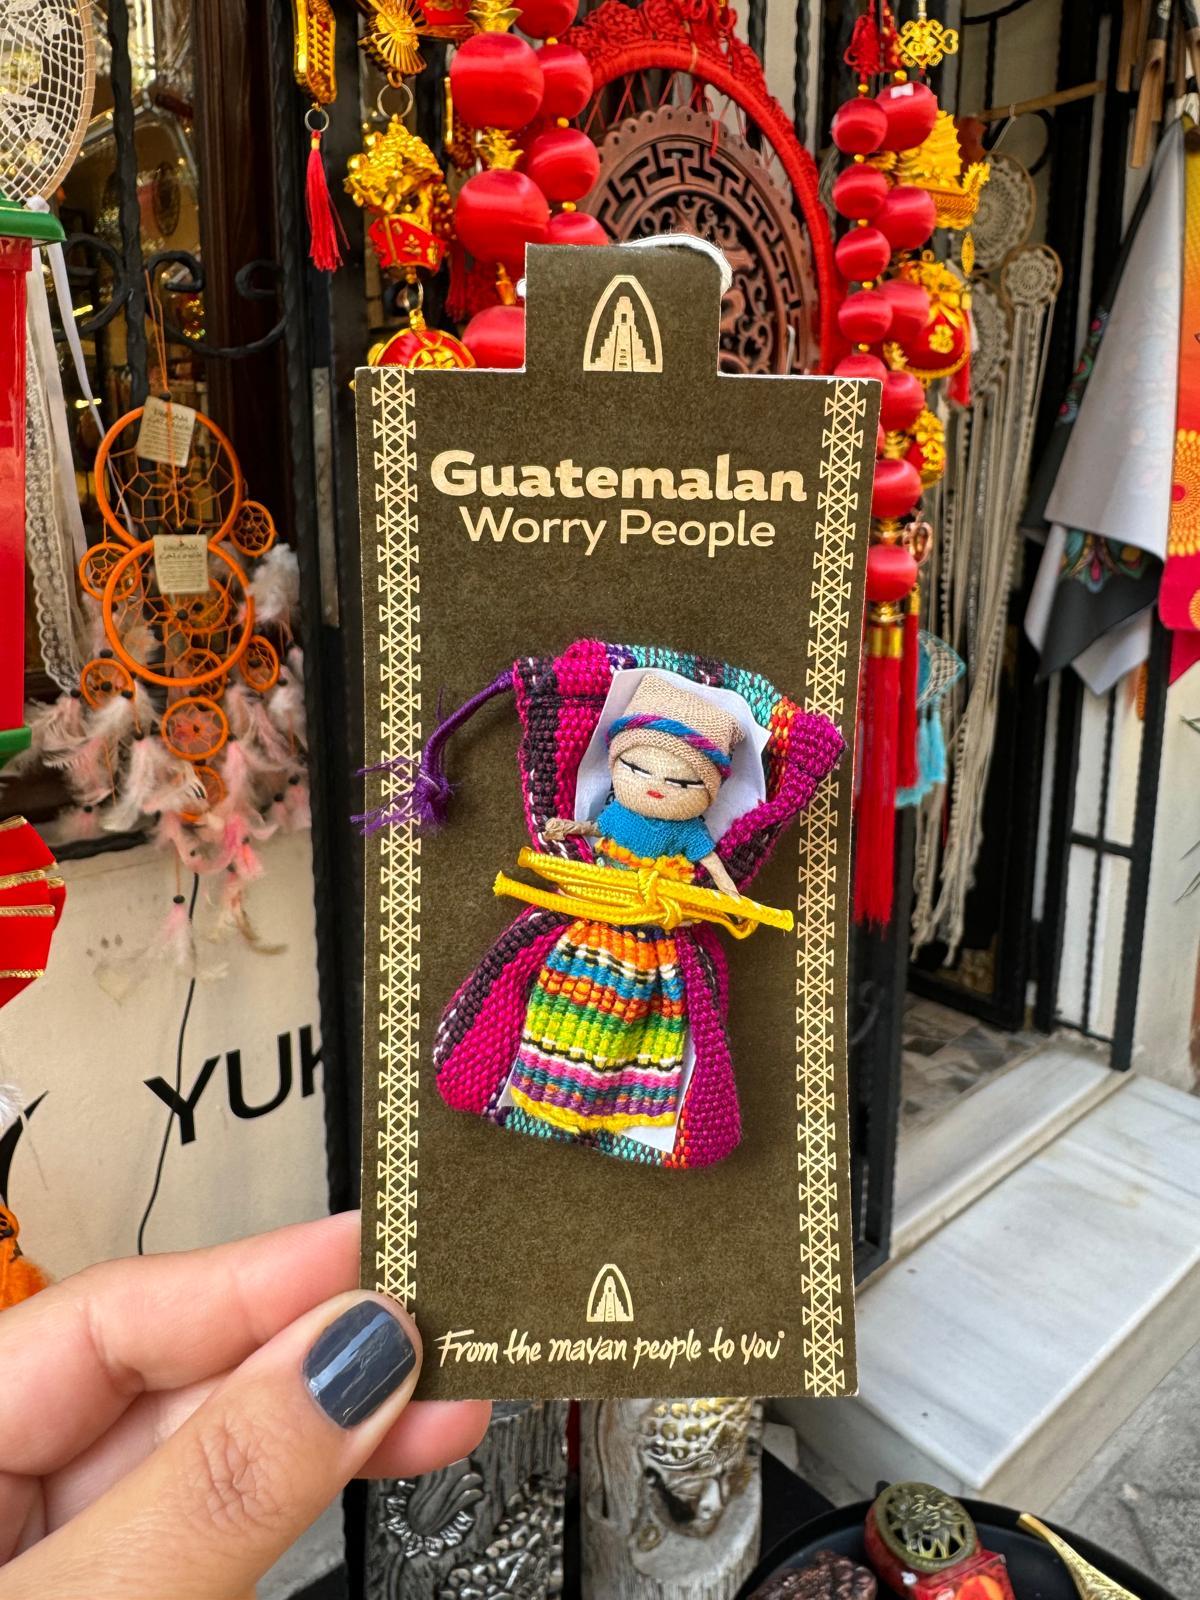 Guatemalan
Worry People
From the mayan people to you
YUK